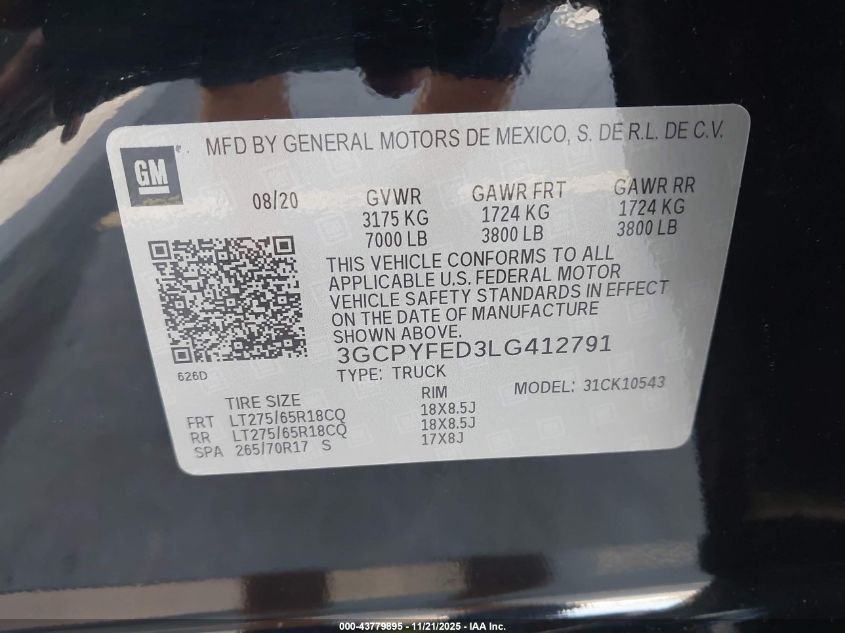 GM
MFD BY GENERAL MOTORS DE MEXICO, S. DE R.L. DE C.V.
08/20 GVWR GAWR FRT GAWR RR
3175 KG 1724 KG 1724 KG
7000 LB 3800 LB 3800 LB
THIS VEHICLE CONFORMS TO ALL
APPLICABLE U.S. FEDERAL MOTOR
VEHICLE SAFETY STANDARDS IN EFFECT
ON THE DATE OF MANUFACTURE
SHOWN ABOVE.
3GCPYFED3LG412791
626D
TYPE: TRUCK
MODEL: 31CK10543
TIRE SIZE RIM
FRT LT275/65R18CQ 18X8.5J
RR LT275/65R18CQ 18X8.5J
SPA 265/70R17 S 17X8J
000-43779895 - 11/21/2025 - IAA Inc.